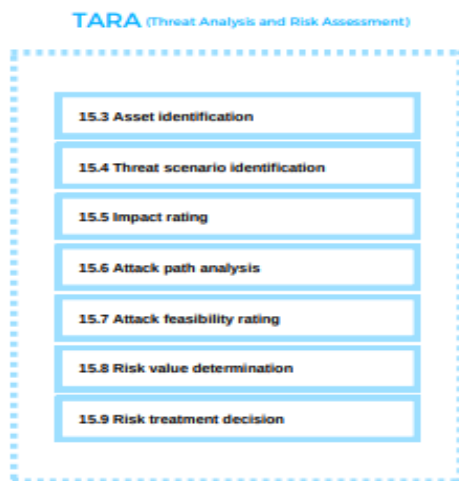 TARA (Threat Analysis and Risk Assessment)
15.3 Asset identification
15.4 Threat scenario identification
15.5 Impact rating
15.6 Attack path analysis
15.7 Attack feasibility rating
15.8 Risk value determination
15.9 Risk treatment decision